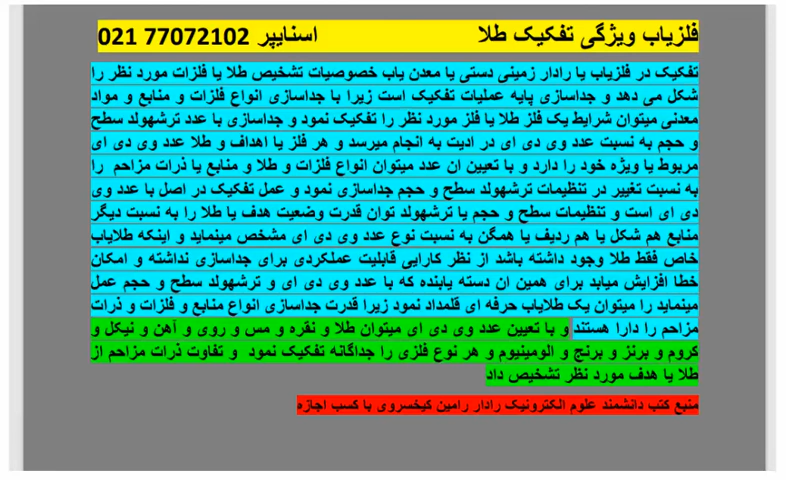 فلزیاب ویژگی تفکیک طلا اسنایپر 77072102 021
تفکیک در فلزیاب یا رادار زمینی دستی یا معدن یاب خصوصیات تشخیص طلا یا فلزات مورد نظر را
شکل می دهد و جداسازی پایه عملیات تفکیک است زیرا با جداسازی انواع فلزات و منابع و مواد
معدنی میتوان شرایط یک فلز طلا یا فلز مورد نظر را تفکیک نمود و جداسازی با عدد ترشهولد سطح
و حجم به نسبت عدد وی دی ای در ادیت به انجام میرسد و هر فلز یا اهداف و طلا عدد وی دی ای
مربوط یا ویژه خود را دارد و با تعیین ان عدد میتوان انواع فلزات و طلا و منابع یا ذرات مزاحم را
به نسبت تغییر در تنظیمات ترشهولد سطح و حجم جداسازی نمود و عمل تفکیک در اصل با عدد وی
دی ای است و تنظیمات سطح و حجم یا ترشهولد توان قدرت وضعیت هدف یا طلا را به نسبت دیگر
منابع هم شکل یا هم ردیف یا همگن به نسبت نوع عدد وی دی ای مشخص مینماید و اینکه طلایاب
خاص فقط طلا وجود داشته باشد از نظر کارایی قابلیت عملکردی برای جداسازی نداشته و امکان
خطا افزایش میابد برای همین ان دسته یابنده که با عدد وی دی ای و ترشهولد سطح و حجم عمل
مینماید را میتوان یک طلایاب حرفه ای قلمداد نمود زیرا قدرت جداسازی انواع منابع و فلزات و ذرات
مزاحم را دارا هستند و با تعیین عدد وی دی ای میتوان طلا و نقره و مس و روی و آهن و نیکل و
کروم و برنز و برنج و الومینیوم و هر نوع فلزی را جداگانه تفکیک نمود و تفاوت ذرات مزاحم از
طلا یا هدف مورد نظر تشخیص داد
منبع کتب دانشمند علوم الکترونیک رادار رامین کیخسروی با کسب اجازه